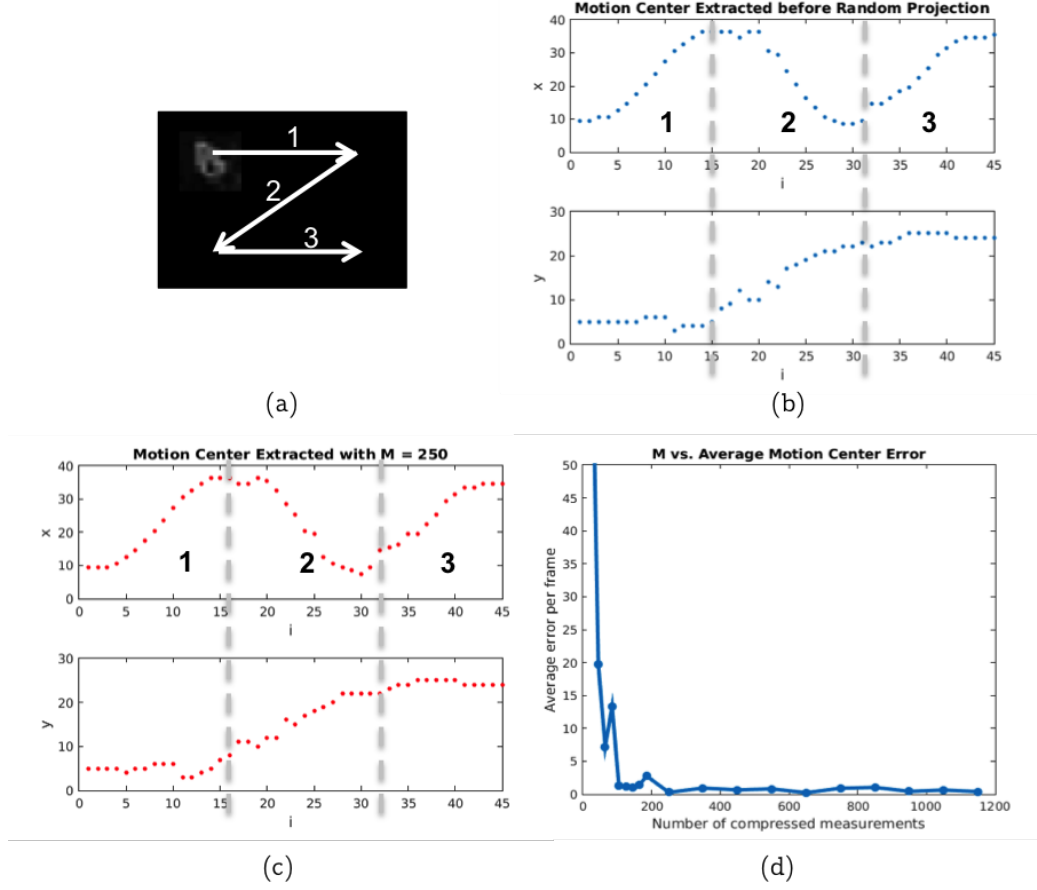 1
2
3
(a)
Motion Center Extracted before Random Projection
40
30
20
10
0
x
1 2 3
0 5 10 15 20 25 30 35 40 45
i
30
20
10
0
y
0 5 10 15 20 25 30 35 40 45
i
(b)
Motion Center Extracted with M = 250
40
30
20
10
0
x
1 2 3
0 5 10 15 20 25 30 35 40 45
i
30
20
10
0
y
0 5 10 15 20 25 30 35 40 45
i
(c)
M vs. Average Motion Center Error
50
45
40
35
30
25
20
15
10
5
0
Average error per frame
0 200 400 600 800 1000 1200
Number of compressed measurements
(d)